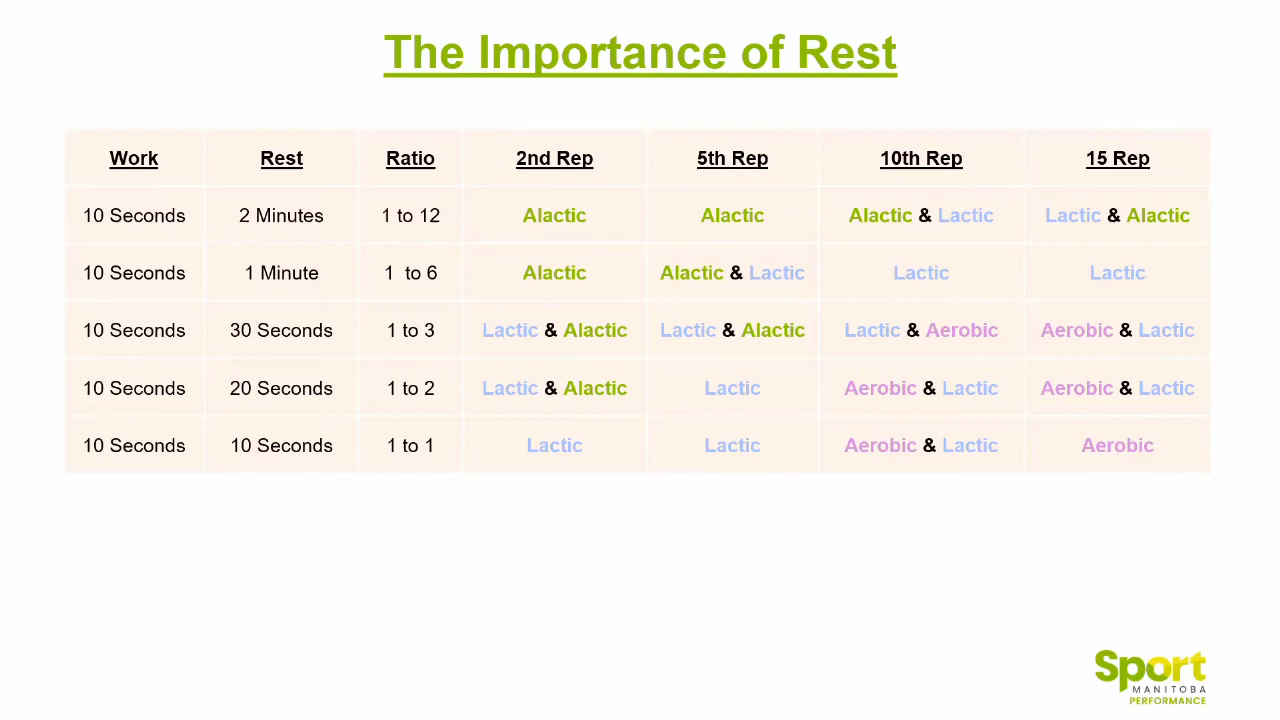 The Importance of Rest
Work Rest Ratio 2nd Rep 5th Rep 10th Rep 15 Rep
10 Seconds 2 Minutes 1 to 12 Alactic Alactic Alactic & Lactic Lactic & Alactic
10 Seconds 1 Minute 1  to 6 Alactic Alactic & Lactic Lactic Lactic
10 Seconds 30 Seconds 1 to 3 Lactic & Alactic Lactic & Alactic Lactic & Aerobic Aerobic & Lactic
10 Seconds 20 Seconds 1 to 2 Lactic & Alactic Lactic Aerobic & Lactic Aerobic & Lactic
10 Seconds 10 Seconds 1 to 1 Lactic Lactic Aerobic & Lactic Aerobic
Sport
MANITOBA
PERFORMANCE